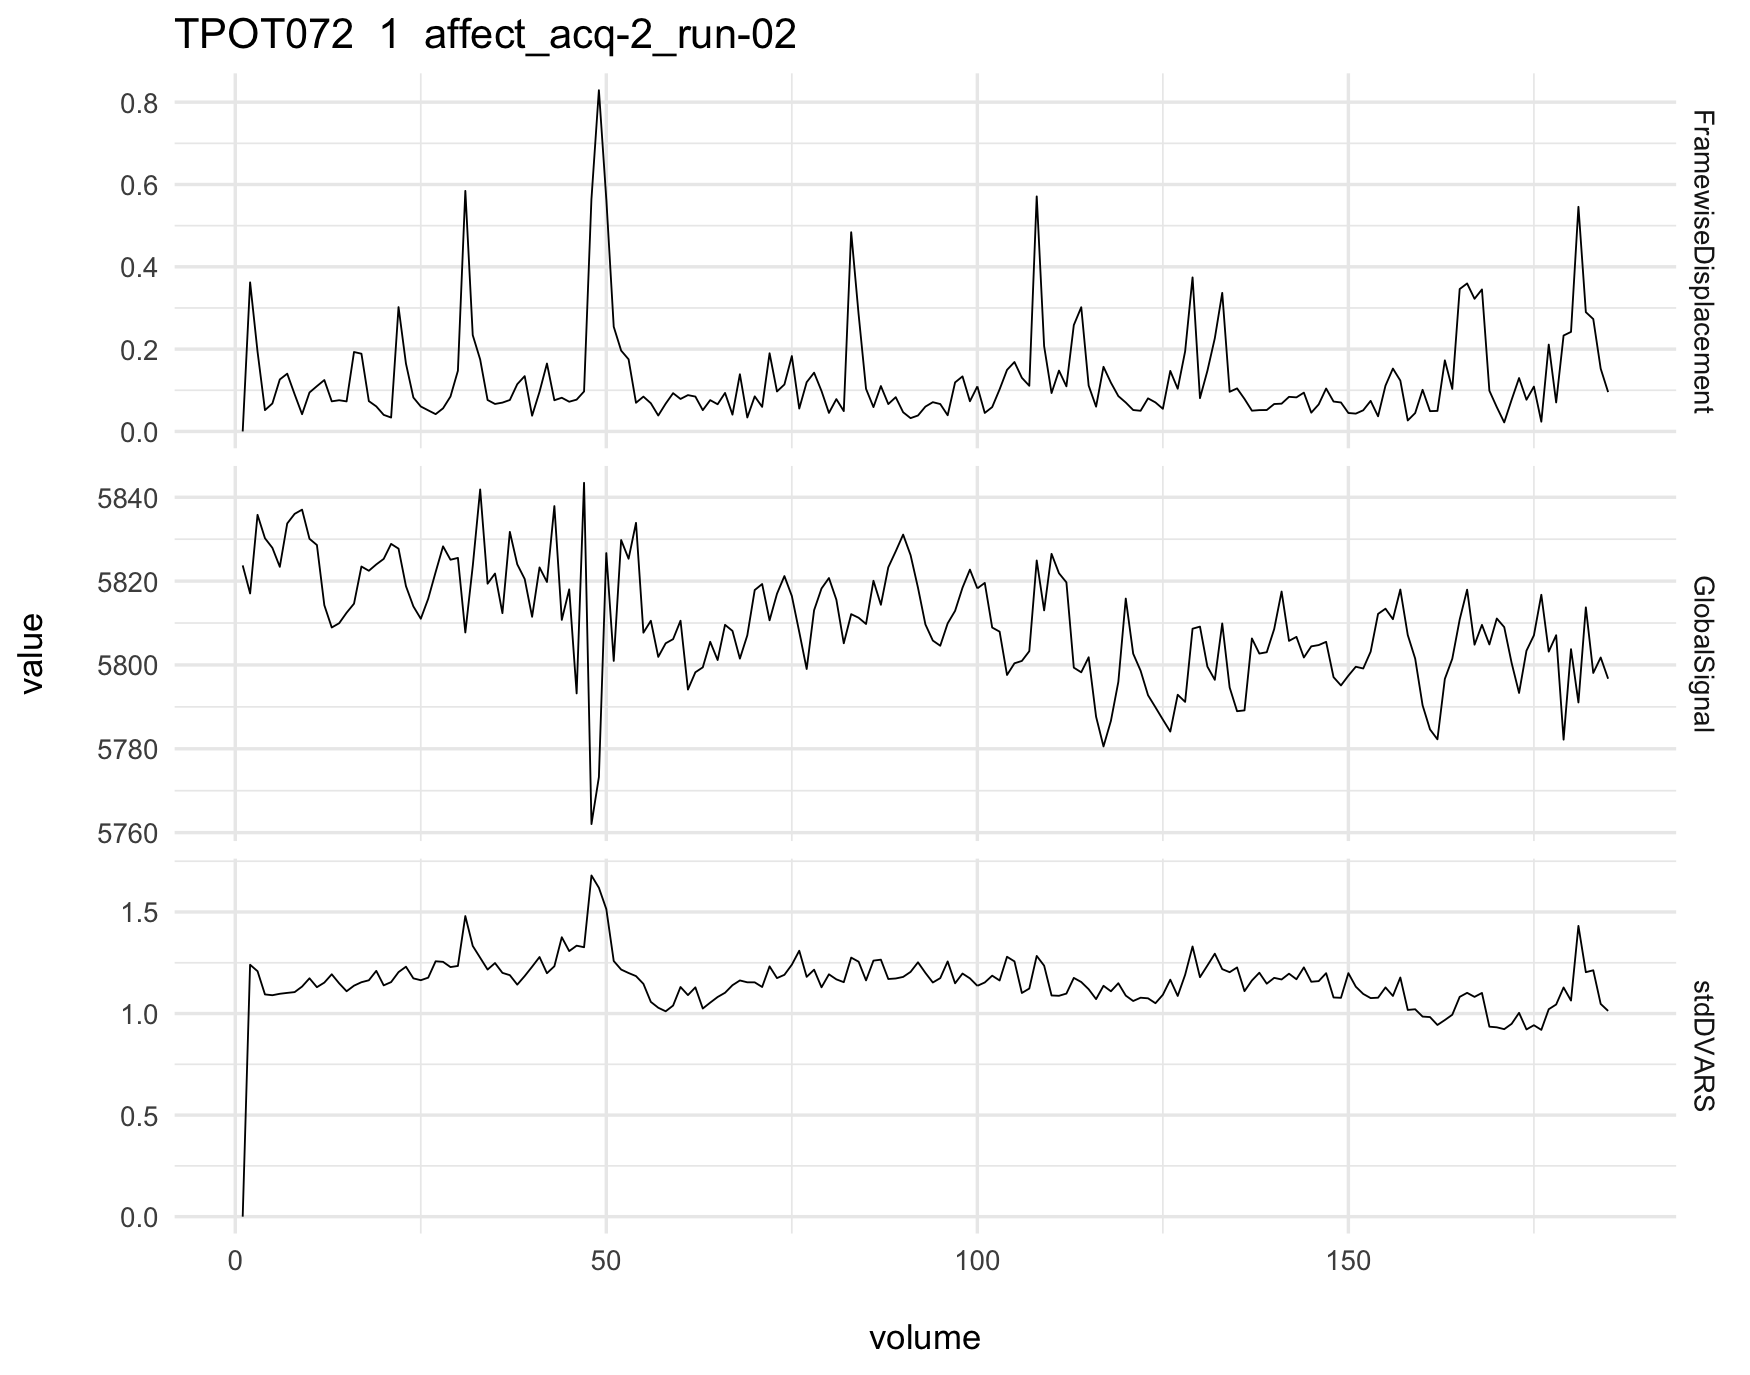 TPOT072 1 affect_acq-2_run-02
0.8
0.6
0.4
0.2
0.0
FramewiseDisplacement
5840
5820
5800
5780
5760
GlobalSignal
1.5
1.0
0.5
0.0
stdDVARS
value
0 50 100 150
volume